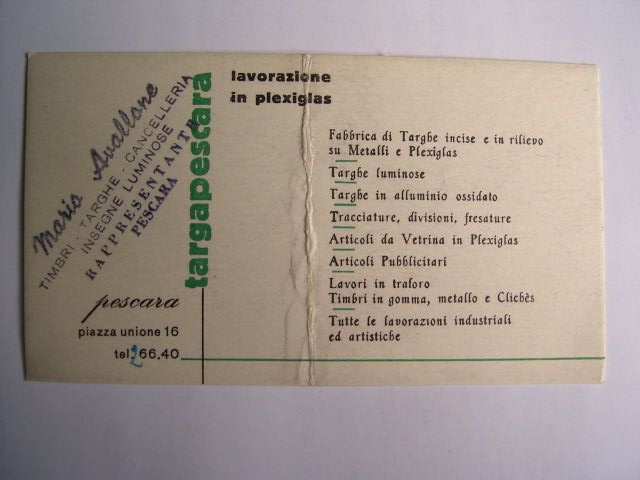 lavorazione
in plexiglas
targapescara
Mario Avallone
TIMBRI - TARGHE - CANCELLERIA
INSEGNE LUMINOSE
RAPPRESENTANTE
PESCARA
pescara
piazza unione 16
tel. 266.40
Fabbrica di Targhe incise e in rilievo
su Metalli e Plexiglas
Targhe luminose
Targhe in alluminio ossidato
Tracciature, divisioni, fresature
Articoli da Vetrina in Plexiglas
Articoli Pubblicitari
Lavori in traforo
Timbri in gomma, metallo e Clichès
Tutte le lavorazioni industriali
ed artistiche